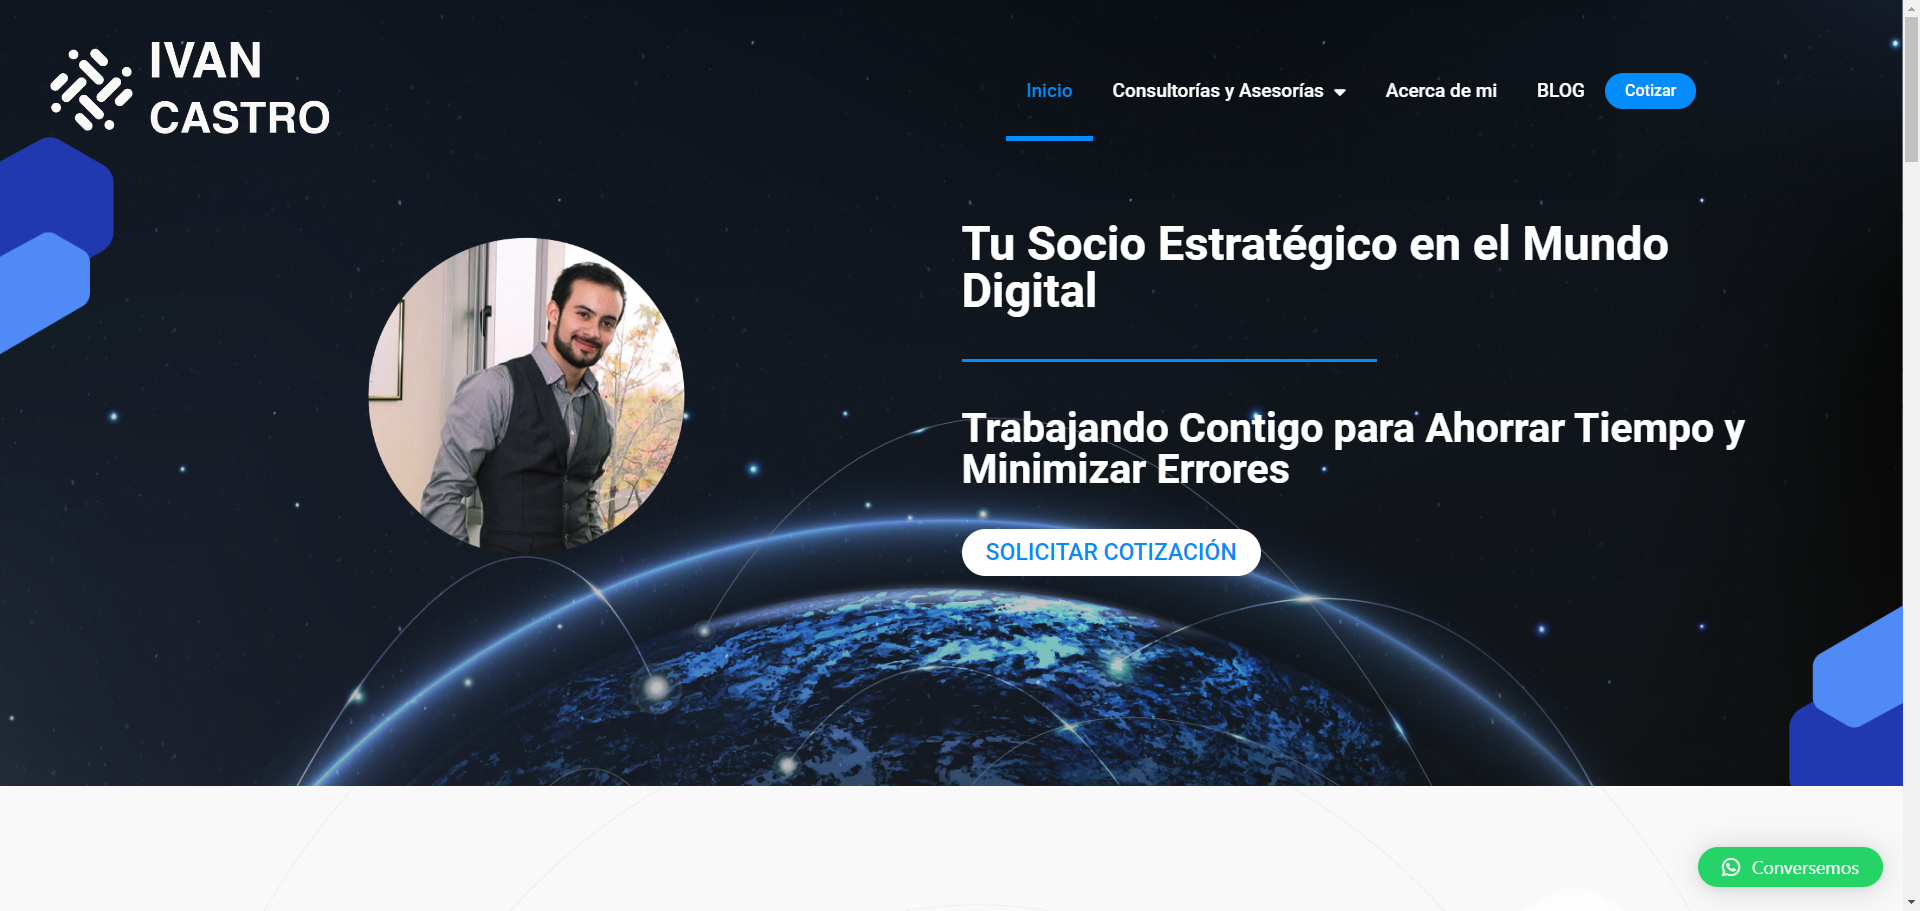 IVAN
CASTRO
Inicio
Consultorías y Asesorías
Acerca de mi
BLOG
Cotizar
Tu Socio Estratégico en el Mundo
Digital
Trabajando Contigo para Ahorrar Tiempo y
Minimizar Errores
SOLICITAR COTIZACIÓN
Conversemos